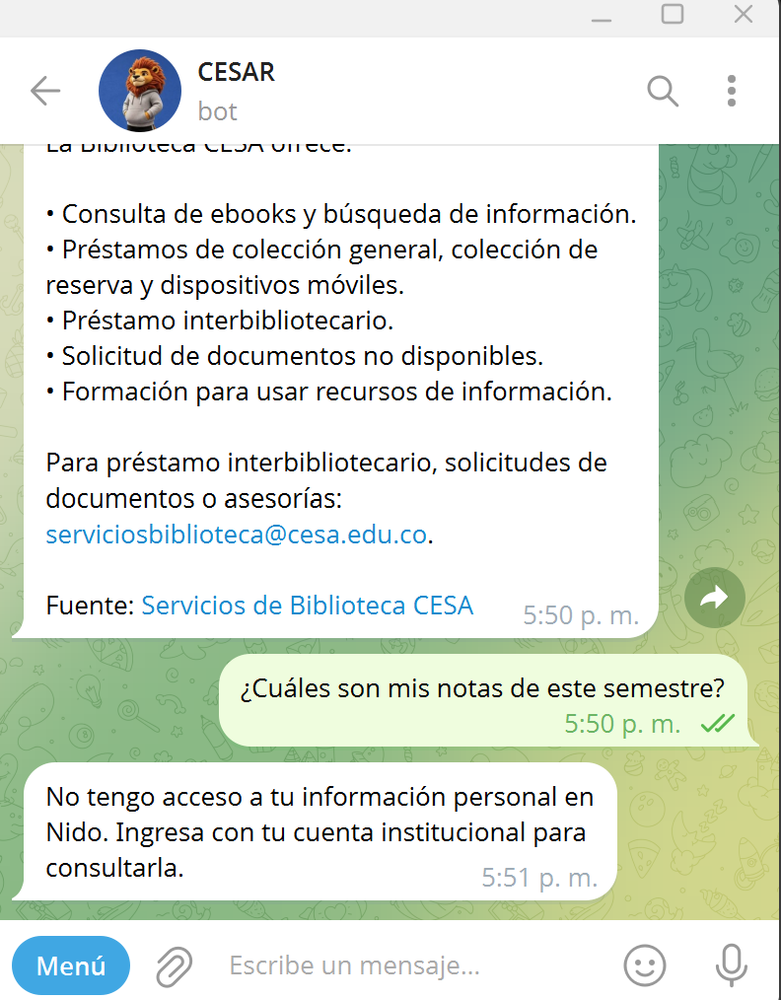 CESAR
bot
La Biblioteca CESA ofrece:
• Consulta de ebooks y búsqueda de información.
• Préstamos de colección general, colección de
reserva y dispositivos móviles.
• Préstamo interbibliotecario.
• Solicitud de documentos no disponibles.
• Formación para usar recursos de información.
Para préstamo interbibliotecario, solicitudes de
documentos o asesorías:
serviciosbiblioteca@cesa.edu.co.
Fuente: Servicios de Biblioteca CESA
5:50 p. m.
¿Cuáles son mis notas de este semestre?
5:50 p. m.
No tengo acceso a tu información personal en
Nido. Ingresa con tu cuenta institucional para
consultarla.
5:51 p. m.
Menú
Escribe un mensaje...